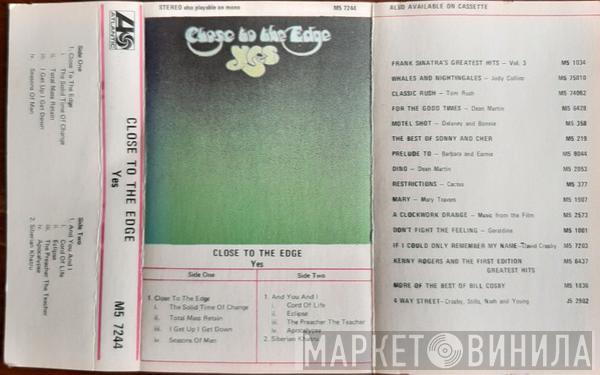 ATLANTIC
Side One
1. Close To The Edge
i. The Solid Time Of Change
ii. Total Mass Retain
iii. I Get Up I Get Down
iv. Seasons Of Man
CLOSE TO THE EDGE
Yes
Side Two
1. And You And I
i. Cord Of Life
ii. Eclipse
iii. The Preacher The Teacher
iv. Apocalypse
2. Siberian Khatru
M5 7244
STEREO also playable on mono
M5 7244
Close to the Edge
YES
CLOSE TO THE EDGE
Yes
Side One
Side Two
1. Close To The Edge
i. The Solid Time Of Change
ii. Total Mass Retain
iii. I Get Up I Get Down
iv. Seasons Of Man
1. And You And I
i. Cord Of Life
ii. Eclipse
iii. The Preacher The Teacher
iv. Apocalypse
2. Siberian Khatru
ALSO AVAILABLE ON CASSETTE
FRANK SINATRA'S GREATEST HITS – Vol. 3 M5 1034
WHALES AND NIGHTINGALES – Judy Collins M5 75010
CLASSIC RUSH – Tom Rush M5 74062
FOR THE GOOD TIMES – Dean Martin M5 6428
MOTEL SHOT – Delaney and Bonnie M5 358
THE BEST OF SONNY AND CHER M5 219
PRELUDE TO – Barbara and Earnie M5 8044
DINO – Dean Martin M5 2053
RESTRICTIONS – Cactus M5 377
MARY – Mary Travers M5 1907
A CLOCKWORK ORANGE – Music from the Film M5 2573
DON'T FIGHT THE FEELING – Geraldine M5 1001
IF I COULD ONLY REMEMBER MY NAME–David Crosby M5 7203
KENNY ROGERS AND THE FIRST EDITION M5 6437
GREATEST HITS
MORE OF THE BEST OF BILL COSBY
4 WAY STREET–Crosby, Stills, Nash and Young J5 2902
МАРКЕТ ВИНИЛА